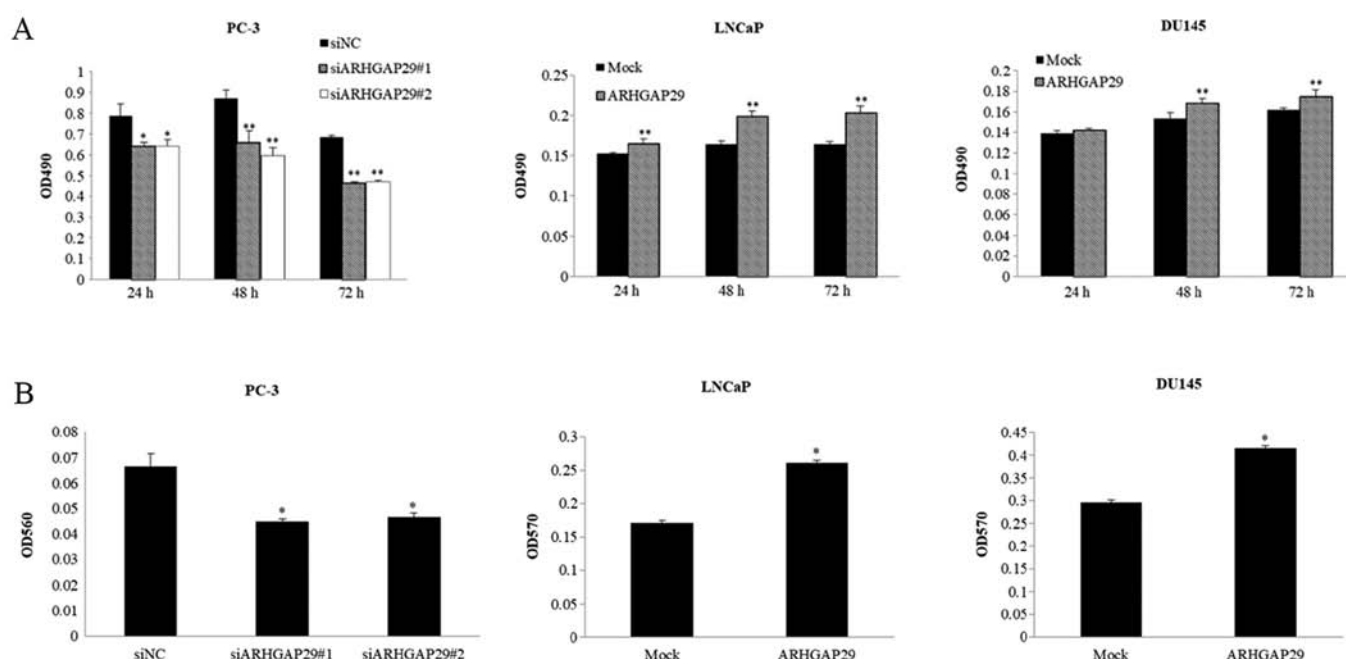 A
PC-3
siNC
siARHGAP29#1
siARHGAP29#2
OD490
1
0.9
0.8
0.7
0.6
0.5
0.4
0.3
0.2
0.1
0
* *
** **
** **
24 h 48 h 72 h
LNCaP
Mock
ARHGAP29
OD490
0.25
0.2
0.15
0.1
0.05
0
**
**
**
24 h 48 h 72 h
DU145
Mock
ARHGAP29
OD490
0.2
0.18
0.16
0.14
0.12
0.1
0.08
0.06
0.04
0.02
0
**
**
24 h 48 h 72 h
B
PC-3
OD560
0.08
0.07
0.06
0.05
0.04
0.03
0.02
0.01
0
* *
siNC siARHGAP29#1 siARHGAP29#2
LNCaP
OD570
0.3
0.25
0.2
0.15
0.1
0.05
0
*
Mock ARHGAP29
DU145
OD570
0.45
0.4
0.35
0.3
0.25
0.2
0.15
0.1
0.05
0
*
Mock ARHGAP29